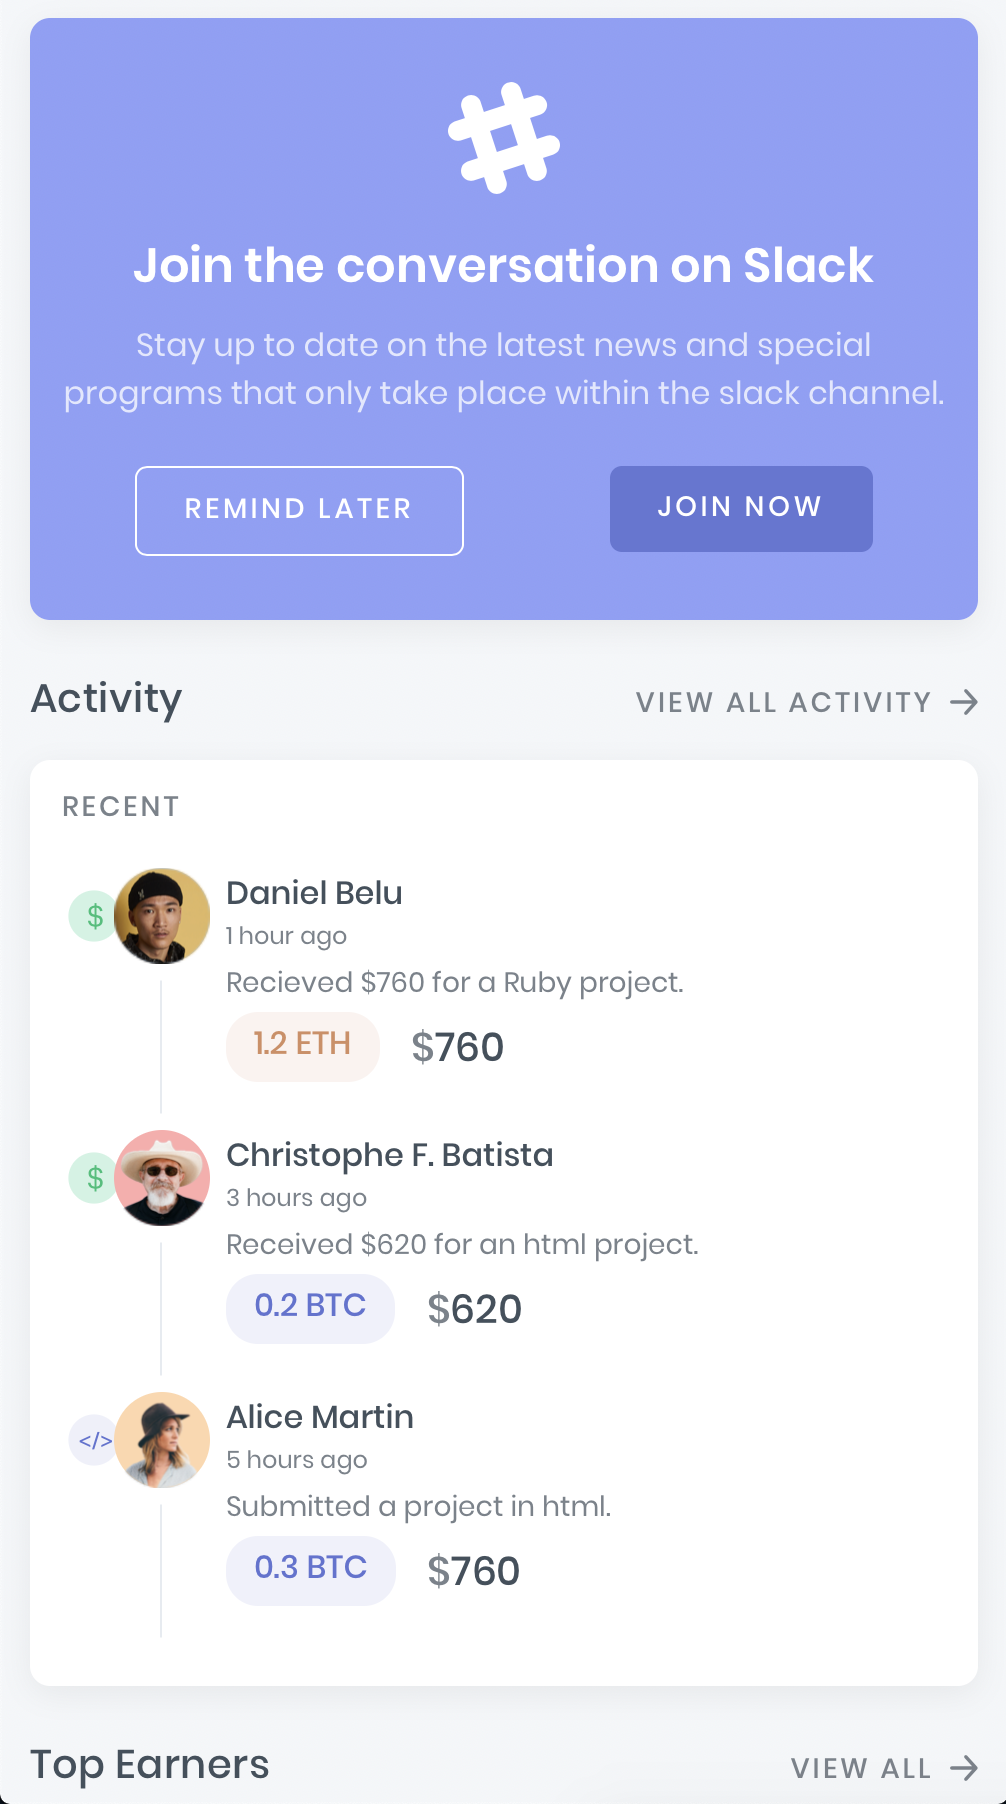 Join the conversation on Slack
Stay up to date on the latest news and special
programs that only take place within the slack channel.
REMIND LATER
JOIN NOW
Activity
VIEW ALL ACTIVITY
RECENT
$
Daniel Belu
1 hour ago
Recieved $760 for a Ruby project.
1.2 ETH
$760
$
Christophe F. Batista
3 hours ago
Received $620 for an html project.
0.2 BTC
$620
</>
Alice Martin
5 hours ago
Submitted a project in html.
0.3 BTC
$760
Top Earners
VIEW ALL